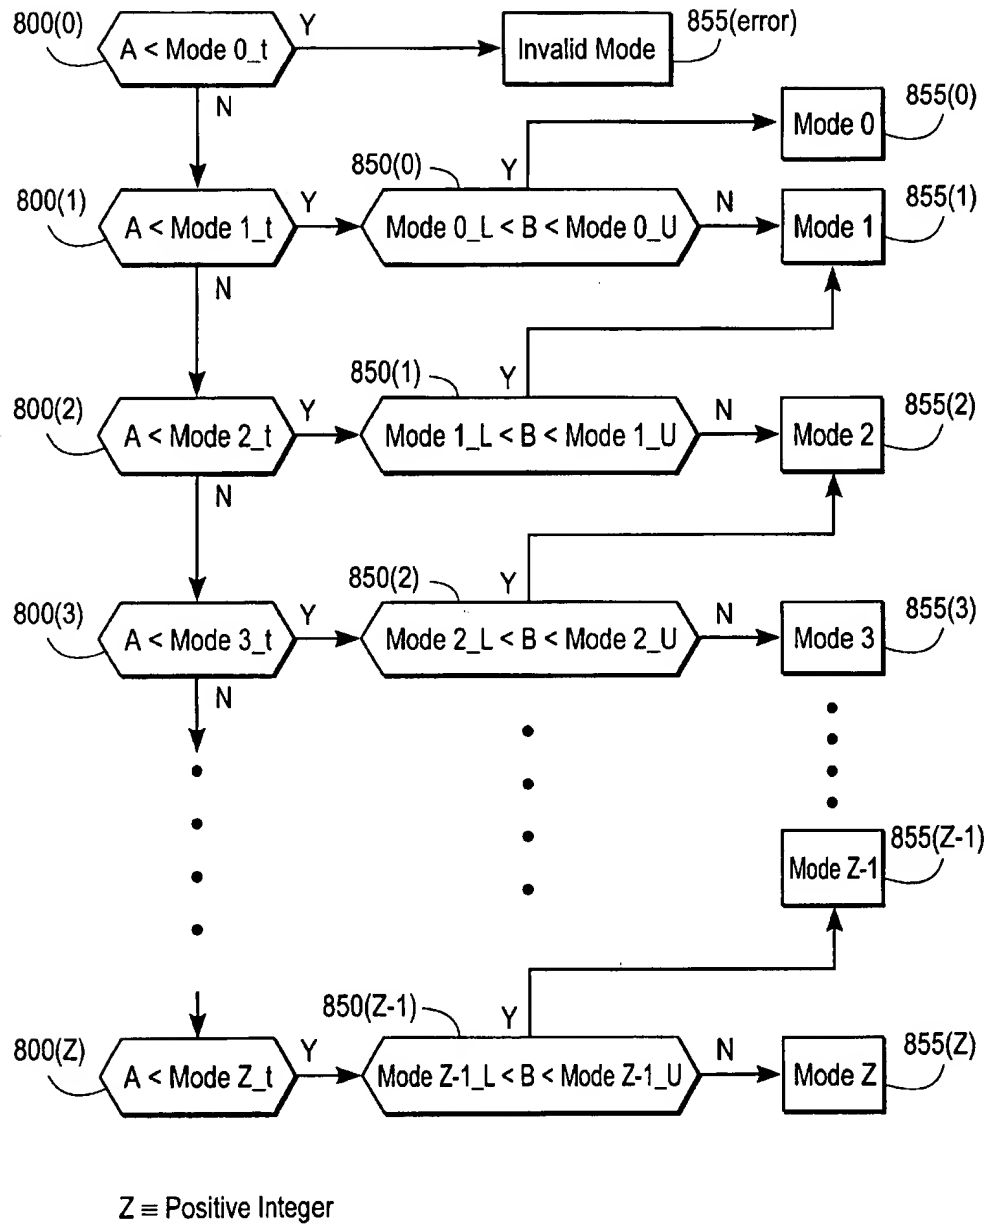 800(0)
A < Mode 0_t
Y
Invalid Mode
855(error)
N
855(0)
Mode 0
850(0)
Y
800(1)
A < Mode 1_t
Y
Mode 0_L < B < Mode 0_U
N
Mode 1
855(1)
N
850(1)
Y
800(2)
A < Mode 2_t
Y
Mode 1_L < B < Mode 1_U
N
Mode 2
855(2)
N
850(2)
Y
800(3)
A < Mode 3_t
Y
Mode 2_L < B < Mode 2_U
N
Mode 3
855(3)
N
855(Z-1)
Mode Z-1
850(Z-1)
Y
800(Z)
A < Mode Z_t
Y
Mode Z-1_L < B < Mode Z-1_U
N
Mode Z
855(Z)
Z ≡ Positive Integer